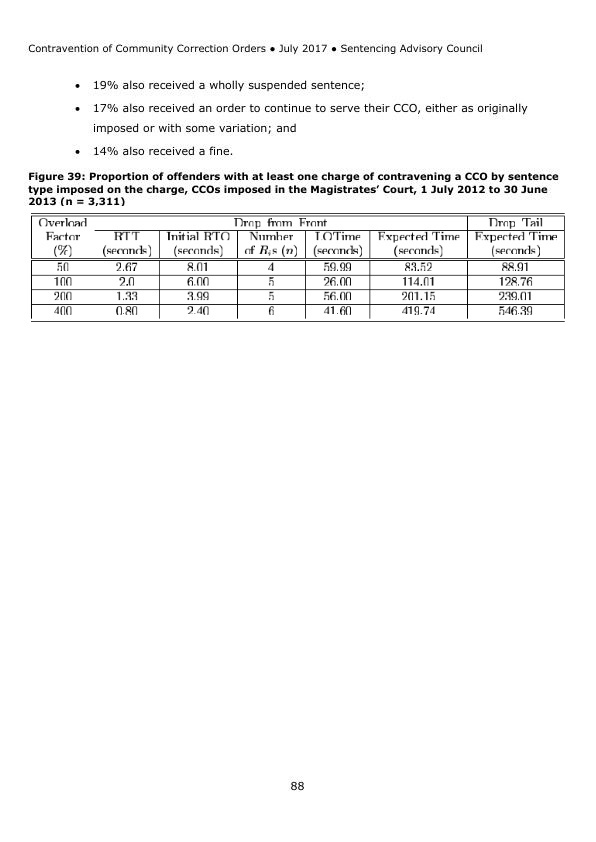 Contravention of Community Correction Orders ● July 2017 ● Sentencing Advisory Council
• 19% also received a wholly suspended sentence;
• 17% also received an order to continue to serve their CCO, either as originally
imposed or with some variation; and
• 14% also received a fine.
Figure 39: Proportion of offenders with at least one charge of contravening a CCO by sentence
type imposed on the charge, CCOs imposed in the Magistrates’ Court, 1 July 2012 to 30 June
2013 (n = 3,311)
Overload Drop from Front Drop Tail
Factor RTT Initial RTO Number LOTime Expected Time Expected Time
(%) (seconds) (seconds) of Rᵢs (n) (seconds) (seconds) (seconds)
50 2.67 8.01 4 59.99 83.52 88.91
100 2.0 6.00 5 26.00 114.01 128.76
200 1.33 3.99 5 56.00 201.15 239.01
400 0.80 2.40 6 41.60 419.74 546.39
88